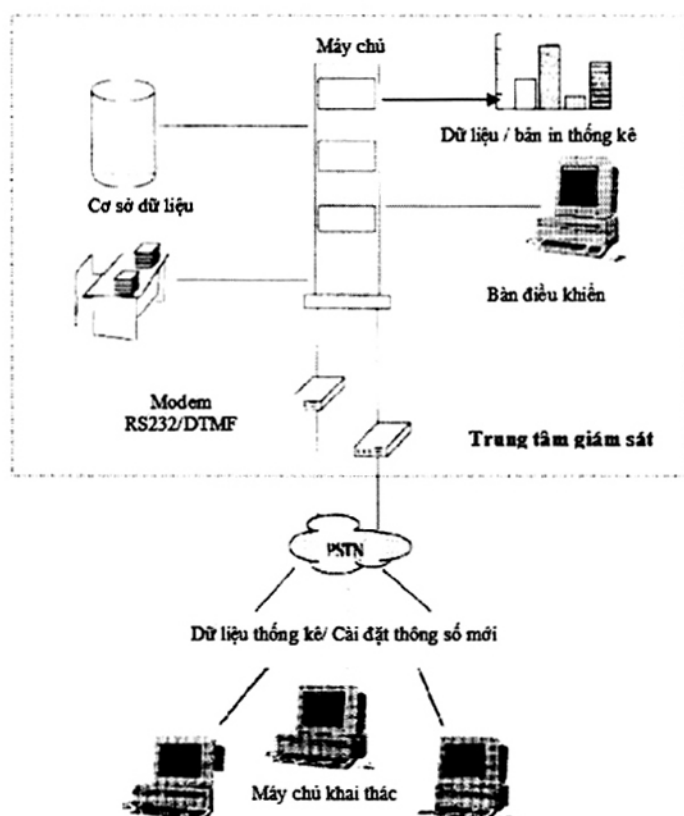 Máy chủ
Dữ liệu / bản in thống kê
Cơ sở dữ liệu
Bàn điều khiển
Modem
RS232/DTMF
Trung tâm giám sát
PSTN
Dữ liệu thống kê/ Cài đặt thông số mới
Máy chủ khai thác